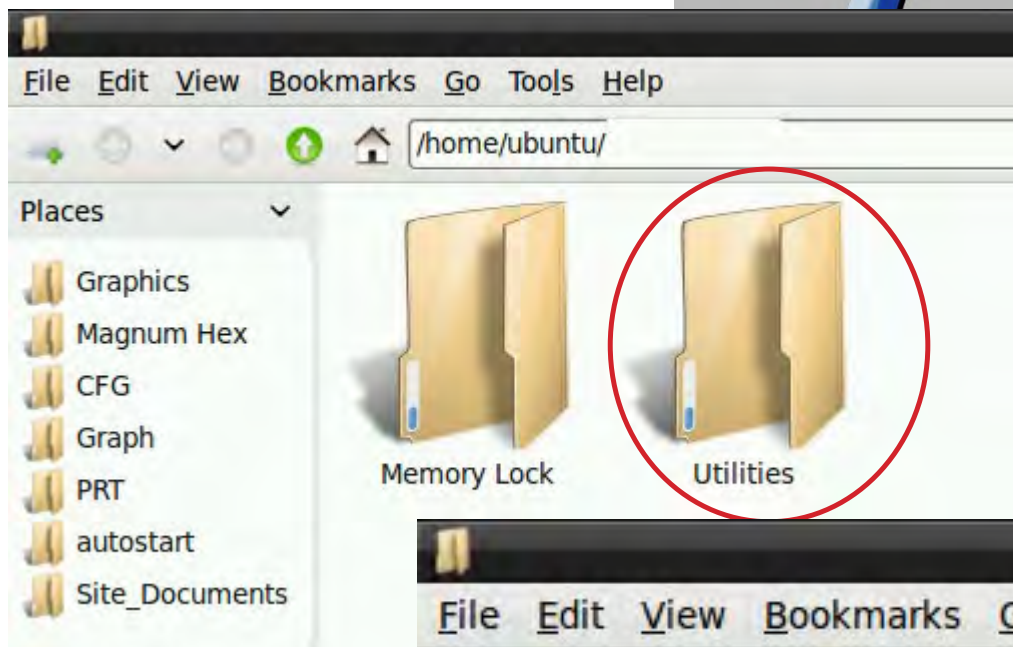 File Edit View Bookmarks Go Tools Help
/home/ubuntu/
Places
Graphics
Magnum Hex
CFG
Graph
PRT
autostart
Site_Documents
Memory Lock
Utilities
File Edit View Bookmarks